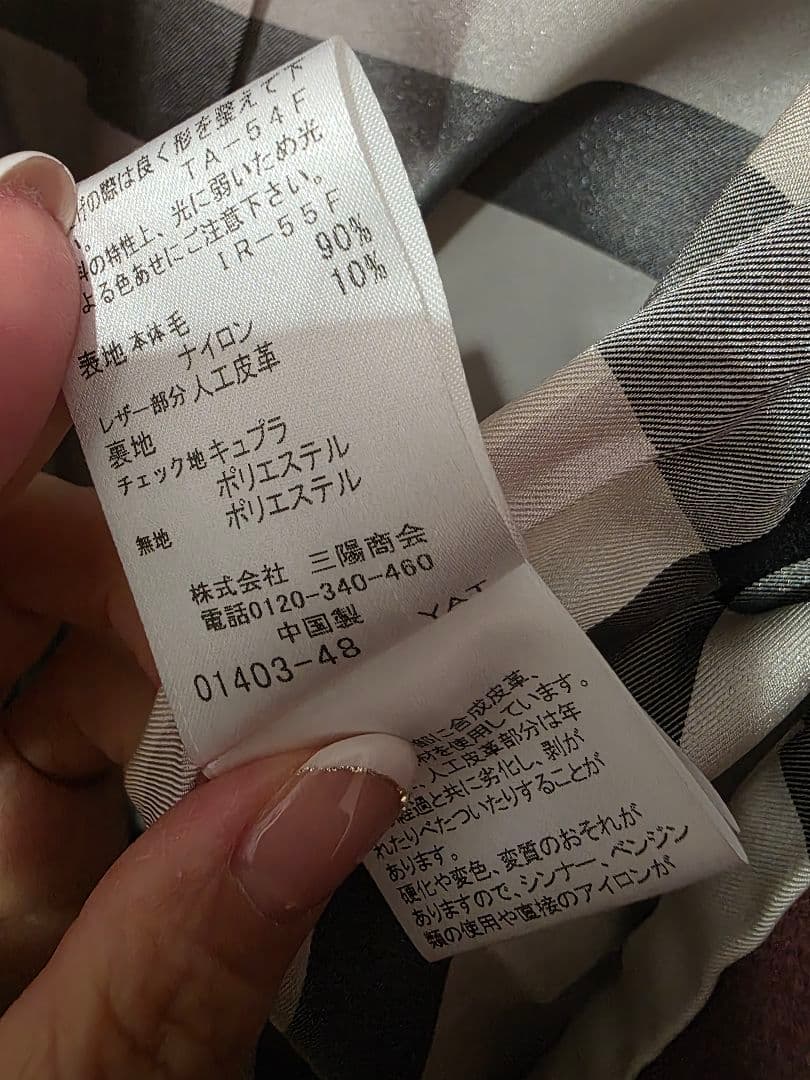 の際は良く形を整えて下
TA-54F
の特性上、光に弱いため光
よる色あせにご注意下さい。
IR-55F
90%
10%
表地 本体 毛
ナイロン
レザー部分 人工皮革
裏地
チェック地 キュプラ
ポリエステル
無地 ポリエステル
株式会社 三陽商会
電話0120-340-460
中国製 YAT
01403-48
に合成皮革、
を使用しています。
人工皮革部分は年
経過と共に劣化し、剥が
れたりべたついたりすることが
あります。
硬化や変色、変質のおそれが
ありますので、シンナー、ベンジン
類の使用や直接のアイロンが